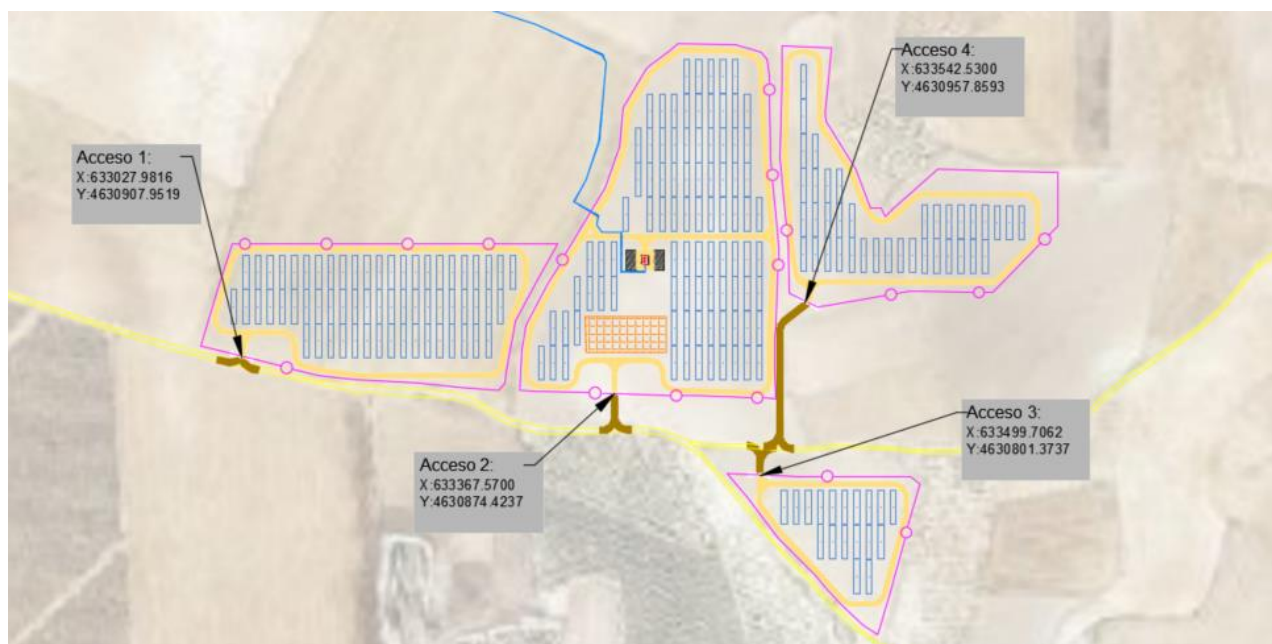 Acceso 4:
X:633542.5300
Y:4630957.8593
Acceso 1:
X:633027.9816
Y:4630907.9519
Acceso 3:
X:633499.7062
Y:4630801.3737
Acceso 2:
X:633367.5700
Y:4630874.4237